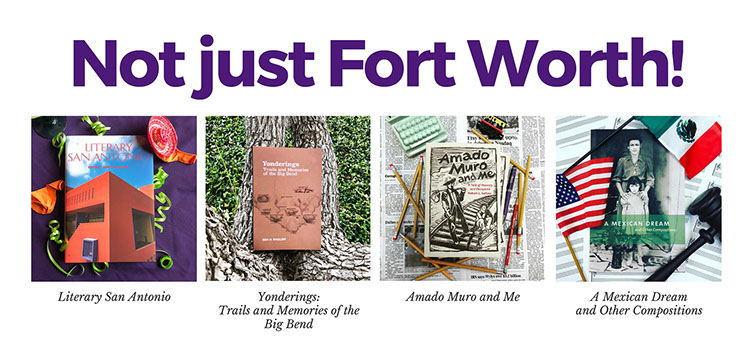 Not just Fort Worth!
LITERARY
SAN ANTONIO
Yonderings
Trails and Memories
of the Big Bend
Amado
Muro
and Me
A MEXICAN DREAM
and Other Compositions
Literary San Antonio
Yonderings:
Trails and Memories of the
Big Bend
Amado Muro and Me
A Mexican Dream
and Other Compositions